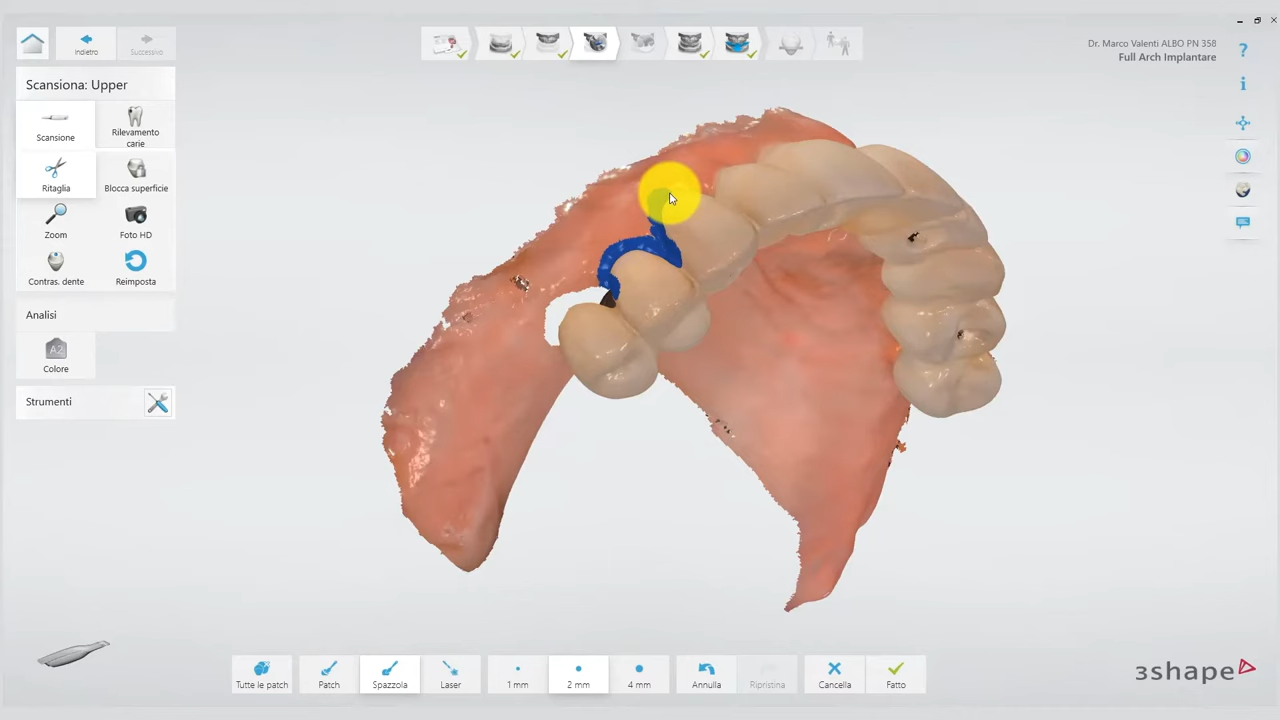 Indietro
Successivo
Dr. Marco Valenti ALBO PN 358
Full Arch Implantare
?
i
Scansiona: Upper
Scansione
Rilevamento
carie
Ritaglia
Blocca superficie
Zoom
Foto HD
Contras. dente
Reimposta
Analisi
A2
Colore
Strumenti
Tutte le patch
Patch
Spazzola
Laser
1 mm
2 mm
4 mm
Annulla
Ripristina
Cancella
Fatto
3shape